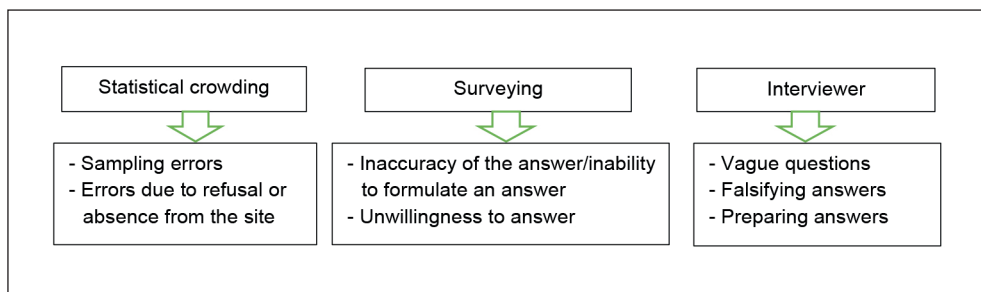 Statistical crowding
- Sampling errors
- Errors due to refusal or
absence from the site
Surveying
- Inaccuracy of the answer/inability
to formulate an answer
- Unwillingness to answer
Interviewer
- Vague questions
- Falsifying answers
- Preparing answers